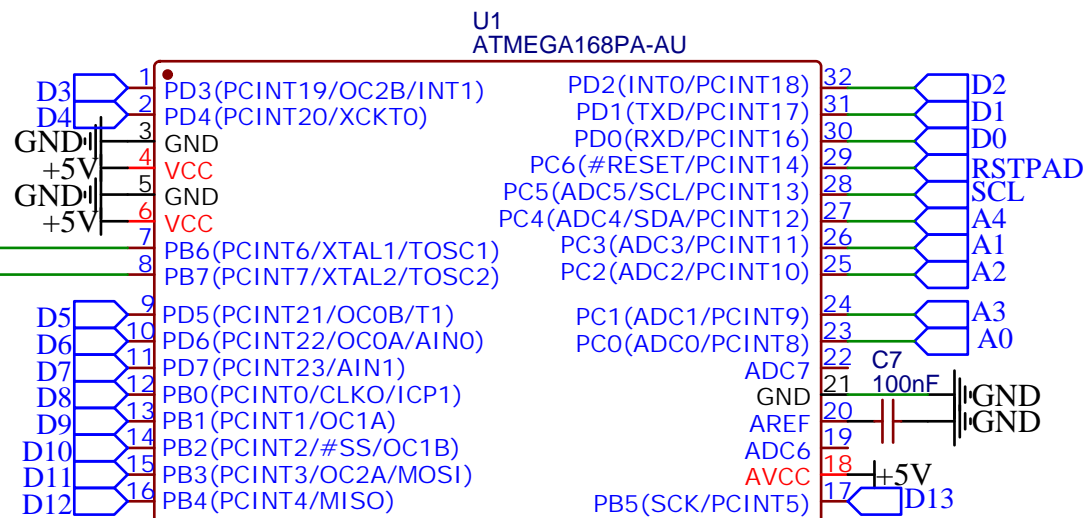 U1
ATMEGA168PA-AU
D3 1 PD3(PCINT19/OC2B/INT1) PD2(INT0/PCINT18) 32 D2
D4 2 PD4(PCINT20/XCKT0) PD1(TXD/PCINT17) 31 D1
GND 3 GND PD0(RXD/PCINT16) 30 D0
+5V 4 VCC PC6(#RESET/PCINT14) 29 RSTPAD
GND 5 GND PC5(ADC5/SCL/PCINT13) 28 SCL
+5V 6 VCC PC4(ADC4/SDA/PCINT12) 27 A4
7 PB6(PCINT6/XTAL1/TOSC1) PC3(ADC3/PCINT11) 26 A1
8 PB7(PCINT7/XTAL2/TOSC2) PC2(ADC2/PCINT10) 25 A2
D5 9 PD5(PCINT21/OC0B/T1) PC1(ADC1/PCINT9) 24 A3
D6 10 PD6(PCINT22/OC0A/AIN0) PC0(ADC0/PCINT8) 23 A0
D7 11 PD7(PCINT23/AIN1) ADC7 22 C7
D8 12 PB0(PCINT0/CLKO/ICP1) GND 21 100nF GND
D9 13 PB1(PCINT1/OC1A) AREF 20 GND
D10 14 PB2(PCINT2/#SS/OC1B) ADC6 19
D11 15 PB3(PCINT3/OC2A/MOSI) AVCC 18 +5V
D12 16 PB4(PCINT4/MISO) PB5(SCK/PCINT5) 17 D13